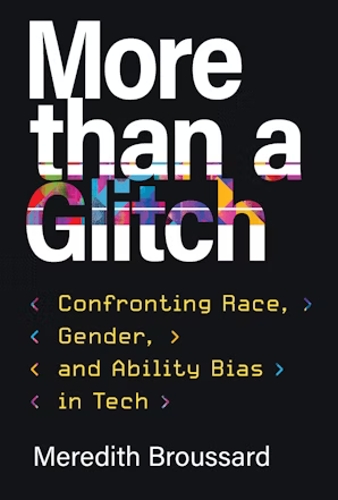 More
than a
Glitch
< Confronting Race, >
< Gender, >
< and Ability Bias >
< in Tech >
Meredith Broussard